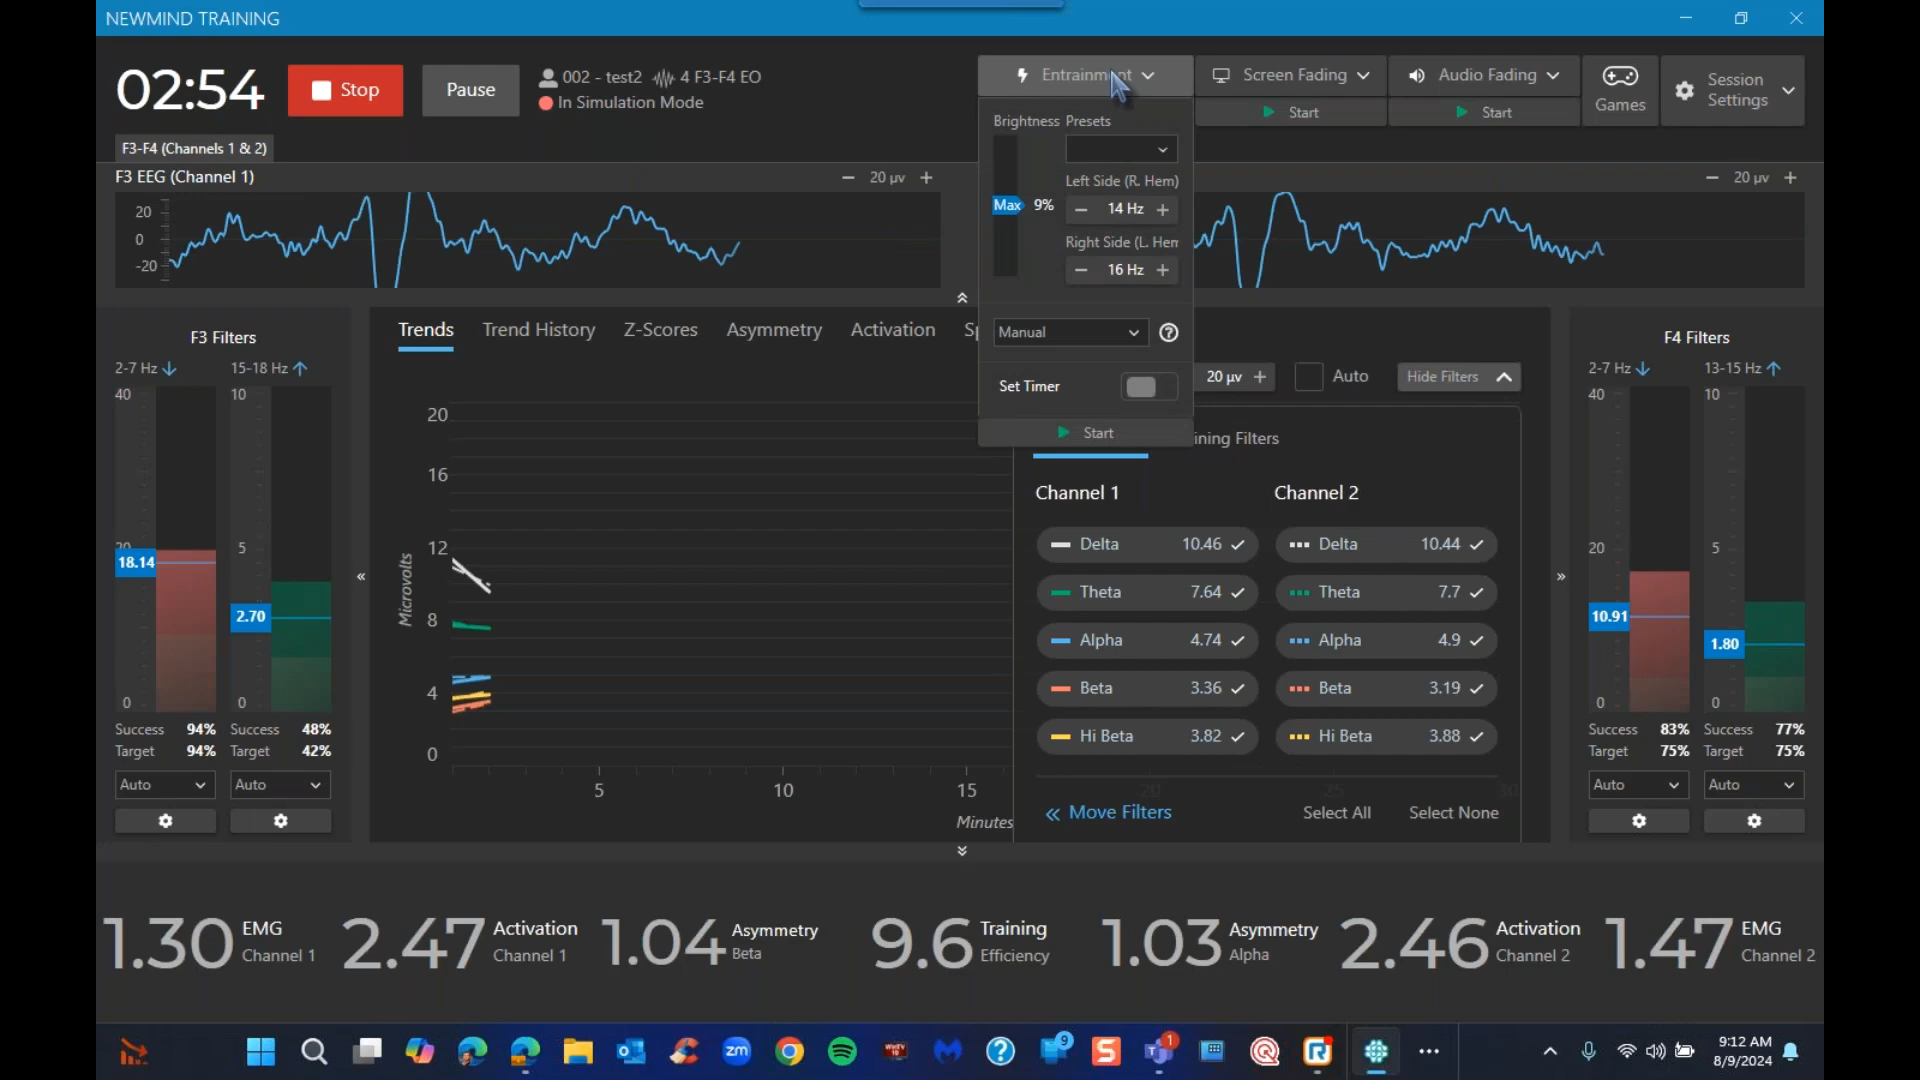 NEWMIND TRAINING
02:54
Stop
Pause
002 - test2 4 F3-F4 EO
In Simulation Mode
Entrainment
Screen Fading
Start
Audio Fading
Start
Games
Session
Settings
F3-F4 (Channels 1 & 2)
F3 EEG (Channel 1)
20 μv
20 μv
20
0
-20
Brightness Presets
Max 9%
Left Side (R. Hem)
14 Hz
Right Side (L. Hem
16 Hz
Manual
Set Timer
Start
F3 Filters
2-7 Hz
15-18 Hz
40
20
0
18.14
10
5
0
2.70
Success 94%
Target 94%
Success 48%
Target 42%
Auto
Auto
Trends Trend History Z-Scores Asymmetry Activation
20 μv
Auto
Hide Filters
Microvolts
20
16
12
8
4
0
5 10 15 20 25 30
Minutes
ining Filters
Channel 1
Delta 10.46
Theta 7.64
Alpha 4.74
Beta 3.36
Hi Beta 3.82
Channel 2
Delta 10.44
Theta 7.7
Alpha 4.9
Beta 3.19
Hi Beta 3.88
Move Filters
Select All
Select None
F4 Filters
2-7 Hz
13-15 Hz
40
20
0
10.91
10
5
0
1.80
Success 83%
Target 75%
Success 77%
Target 75%
Auto
Auto
1.30 EMG
Channel 1
2.47 Activation
Channel 1
1.04 Asymmetry
Beta
9.6 Training
Efficiency
1.03 Asymmetry
Alpha
2.46 Activation
Channel 2
1.47 EMG
Channel 2
zm
9
1
9:12 AM
8/9/2024